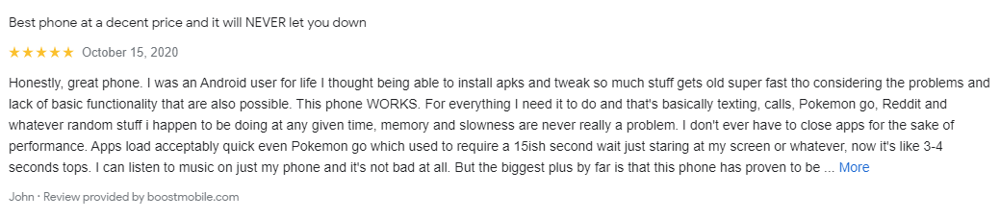 Best phone at a decent price and it will NEVER let you down
★★★★★ October 15, 2020
Honestly, great phone. I was an Android user for life I thought being able to install apks and tweak so much stuff gets old super fast tho considering the problems and
lack of basic functionality that are also possible. This phone WORKS. For everything I need it to do and that's basically texting, calls, Pokemon go, Reddit and
whatever random stuff i happen to be doing at any given time, memory and slowness are never really a problem. I don't ever have to close apps for the sake of
performance. Apps load acceptably quick even Pokemon go which used to require a 15ish second wait just staring at my screen or whatever, now it's like 3-4
seconds tops. I can listen to music on just my phone and it's not bad at all. But the biggest plus by far is that this phone has proven to be ... More
John · Review provided by boostmobile.com